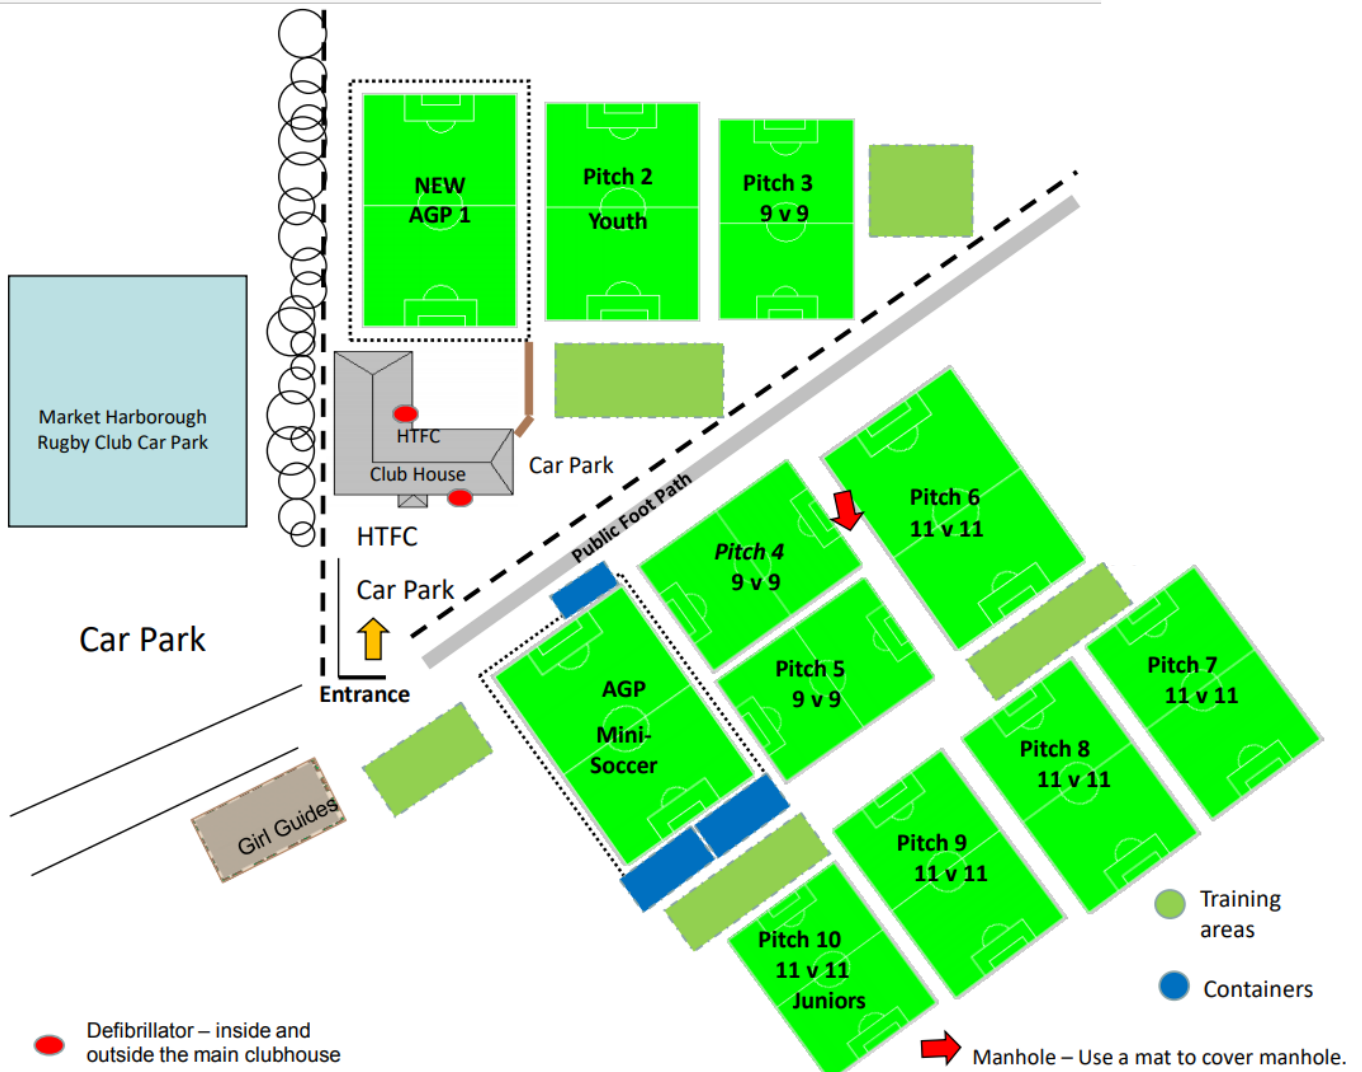 NEW
AGP 1
Pitch 2
Youth
Pitch 3
9 v 9
Market Harborough
Rugby Club Car Park
HTFC
Club House
Car Park
HTFC
Car Park
Public Foot Path
Pitch 6
11 v 11
Pitch 4
9 v 9
Car Park
Entrance
AGP
Mini-
Soccer
Pitch 5
9 v 9
Pitch 7
11 v 11
Pitch 8
11 v 11
Girl Guides
Pitch 9
11 v 11
Pitch 10
11 v 11
Juniors
Training
areas
Containers
Defibrillator – inside and
outside the main clubhouse
Manhole – Use a mat to cover manhole.